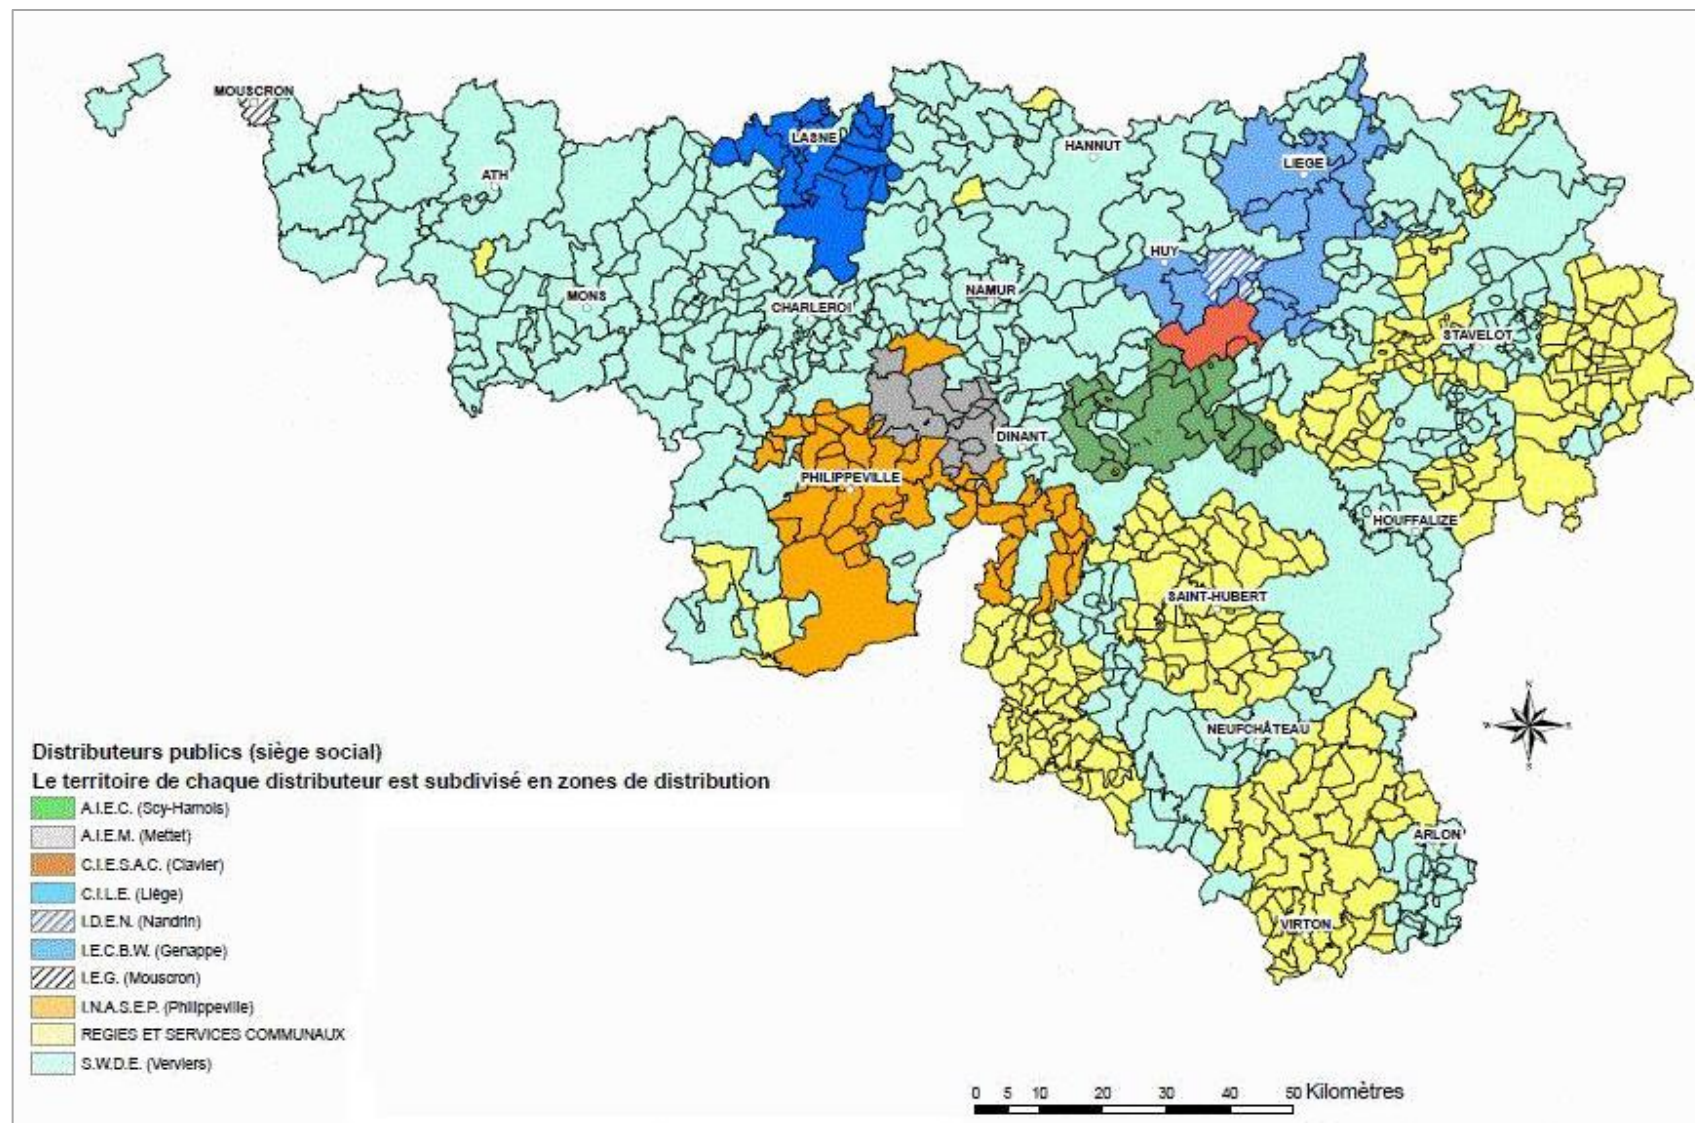 MOUSCRON
LASNE
HANNUT
LIEGE
ATH
HUY
MONS
CHARLEROI
NAMUR
STAVELOT
DINANT
PHILIPPEVILLE
HOUFFALIZE
SAINT-HUBERT
NEUFCHÂTEAU
ARLON
VIRTON
N
W
E
S
Distributeurs publics (siège social)
Le territoire de chaque distributeur est subdivisé en zones de distribution
A.I.E.C. (Scy-Hamois)
A.I.E.M. (Mettet)
C.I.E.S.A.C. (Clavier)
C.I.L.E. (Liège)
I.D.E.N. (Nandrin)
I.E.C.B.W. (Genappe)
I.E.G. (Mouscron)
I.N.A.S.E.P. (Philippeville)
REGIES ET SERVICES COMMUNAUX
S.W.D.E. (Verviers)
0 5 10 20 30 40 50 Kilomètres